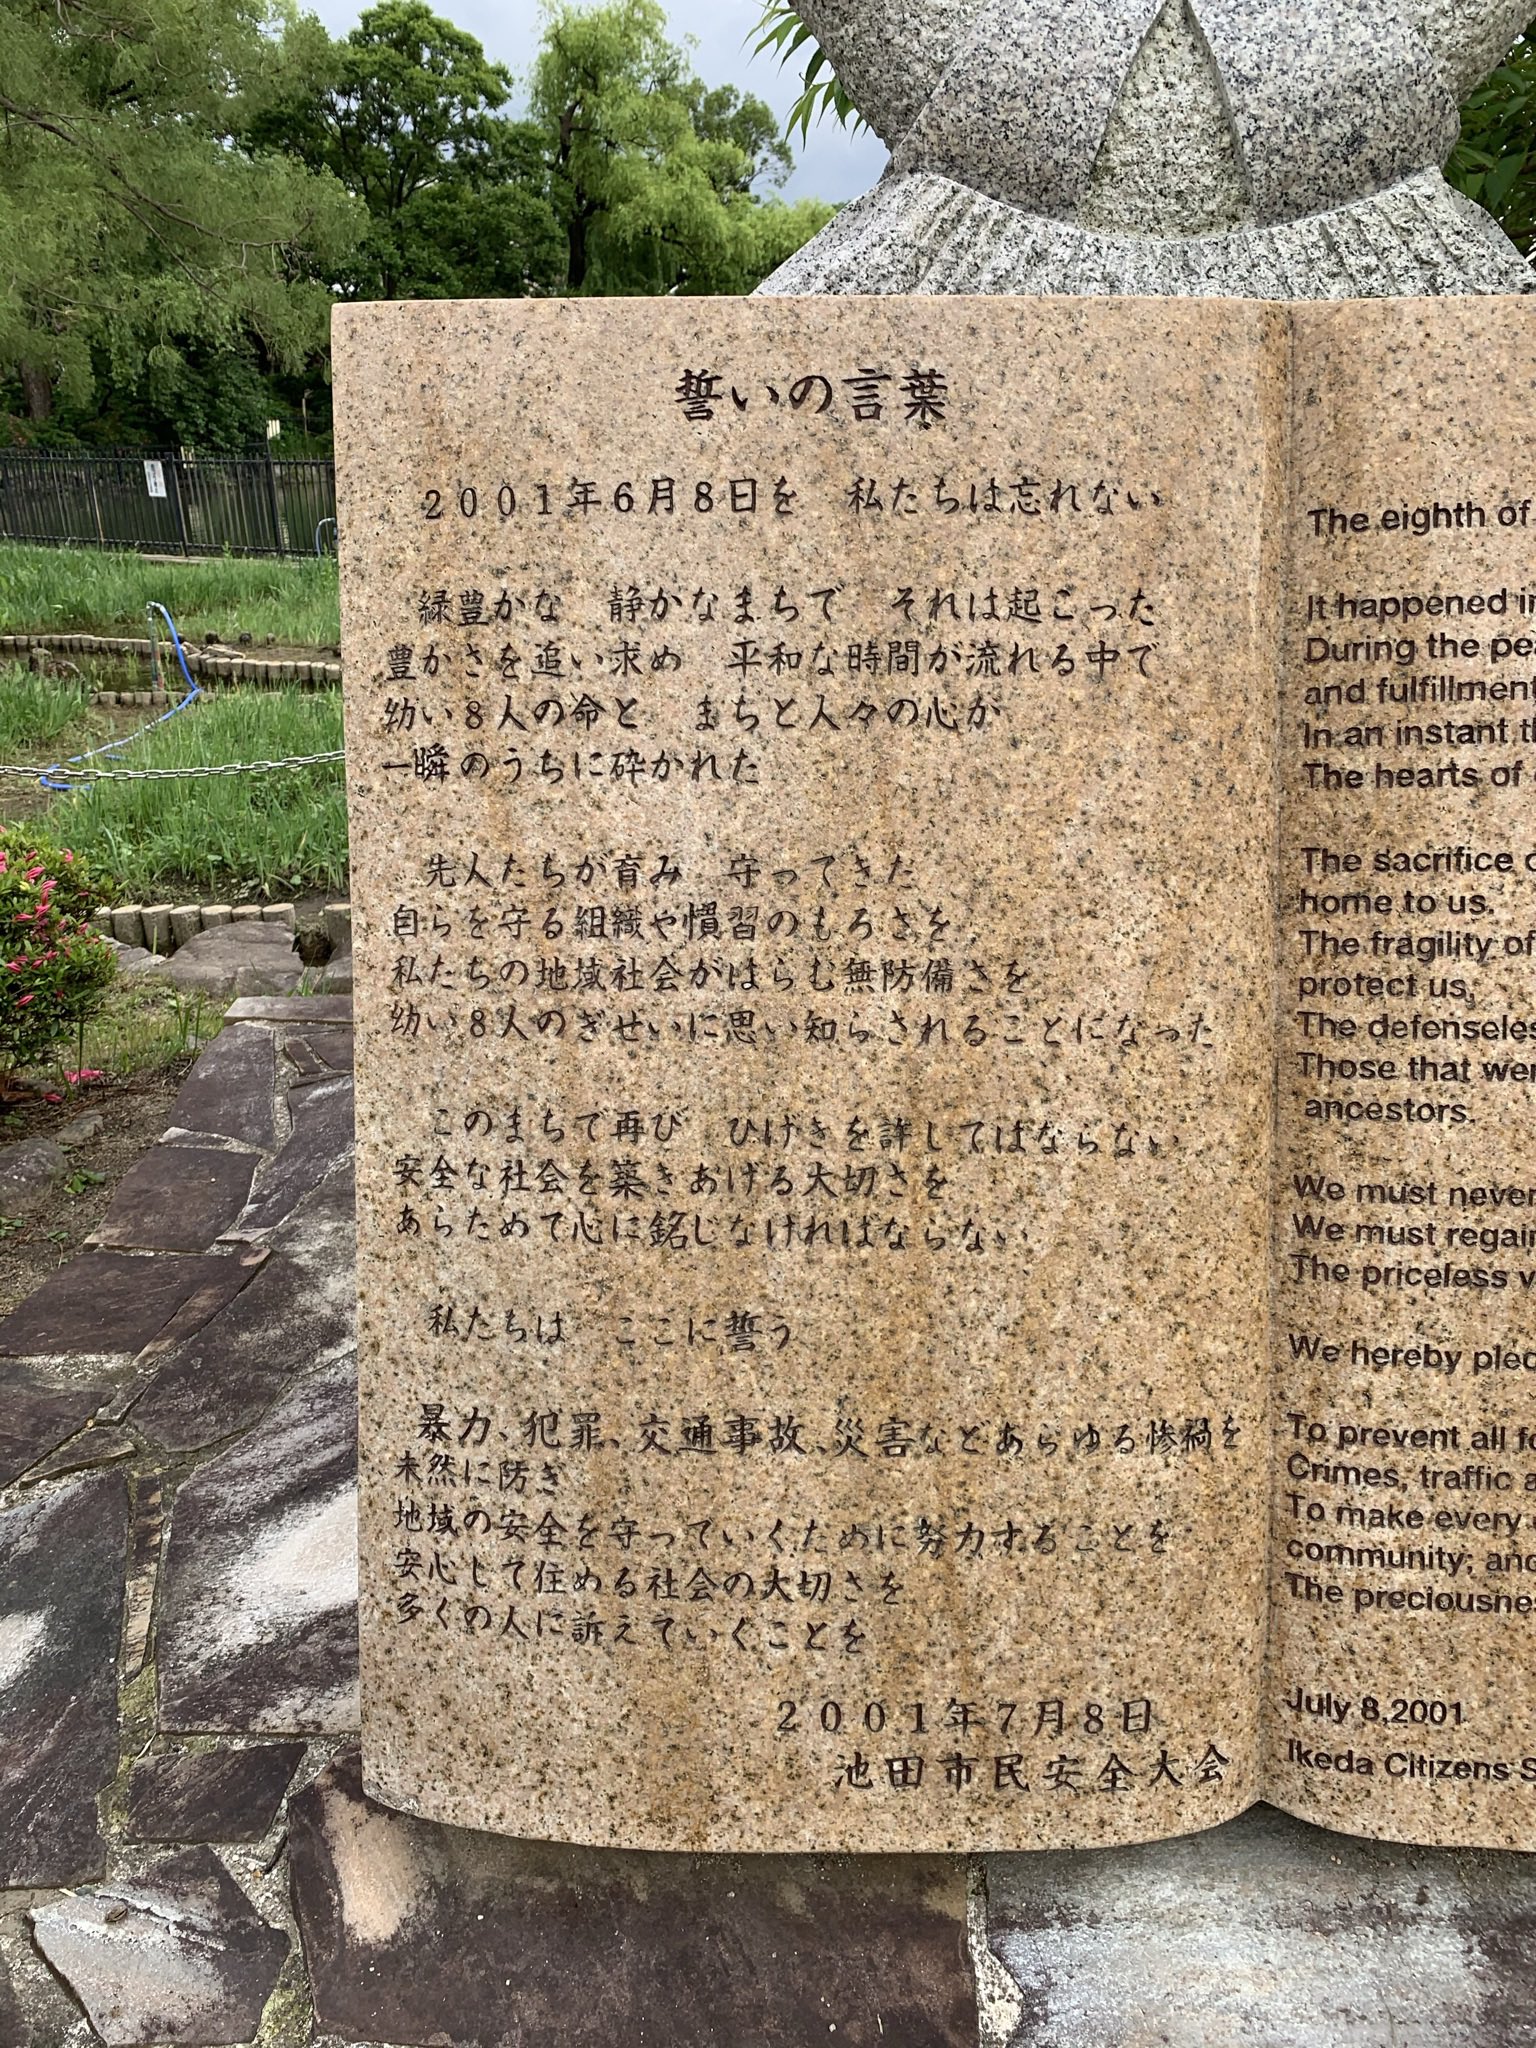 誓いの言葉
2001年6月8日を　私たちは忘れない
緑豊かな　静かなまちで　それは起こった
豊かさを追い求め　平和な時間が流れる中で
幼い8人の命と　まちと人々の心が
一瞬のうちに砕かれた
先人たちが育み　守ってきた
自らを守る組織や慣習のもろさを
私たちの地域社会がはらむ無防備さを
幼い8人のぎせいに思い知らされることになった
このまちで再び　ひげきを許してはならない
安全な社会を築きあげる大切さを
あらためて心に銘じなければならない
私たちは　ここに誓う
暴力、犯罪、交通事故、災害などあらゆる惨禍を
未然に防ぎ
地域の安全を守っていくために努力することを
安心して住める社会の大切さを
多くの人に訴えていくことを
2001年7月8日
池田市民安全大会
The eighth of
It happened
During the
and fulfillment
In an instant
The hearts of
The sacrifice
home to us.
The fragility of
protect us,
The
Those that
ancestors.
We must never
We must regain
The priceless
We hereby
To prevent all
Crimes, traffic
To make every
community; and
The
July 8,2001
Ikeda Citizens